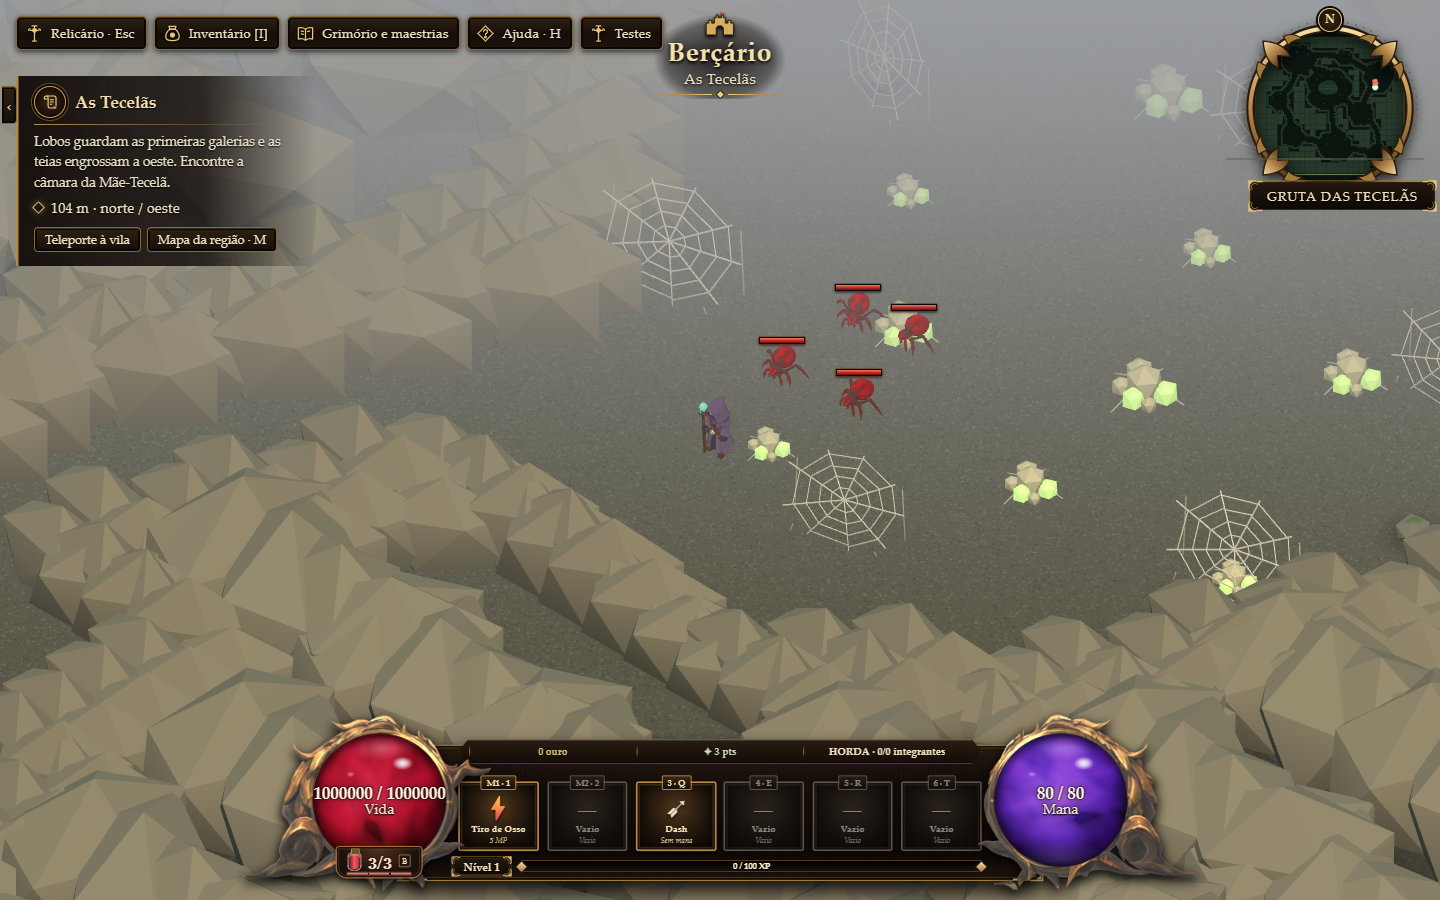 Relicário · Esc
Inventário [I]
Grimório e maestrias
Ajuda · H
Testes
Berçário
As Tecelãs
N
GRUTA DAS TECELÃS
‹
As Tecelãs
Lobos guardam as primeiras galerias e as
teias engrossam a oeste. Encontre a
câmara da Mãe-Tecelã.
104 m · norte / oeste
Teleporte à vila
Mapa da região · M
0 ouro
3 pts
HORDA · 0/0 integrantes
1000000 / 1000000
Vida
3/3
B
M1 · 1
Tiro de Osso
5 MP
M2 · 2
Vazio
Vazio
3 · Q
Dash
Sem mana
4 · E
Vazio
Vazio
5 · R
Vazio
Vazio
6 · T
Vazio
Vazio
80 / 80
Mana
Nível 1
0 / 100 XP